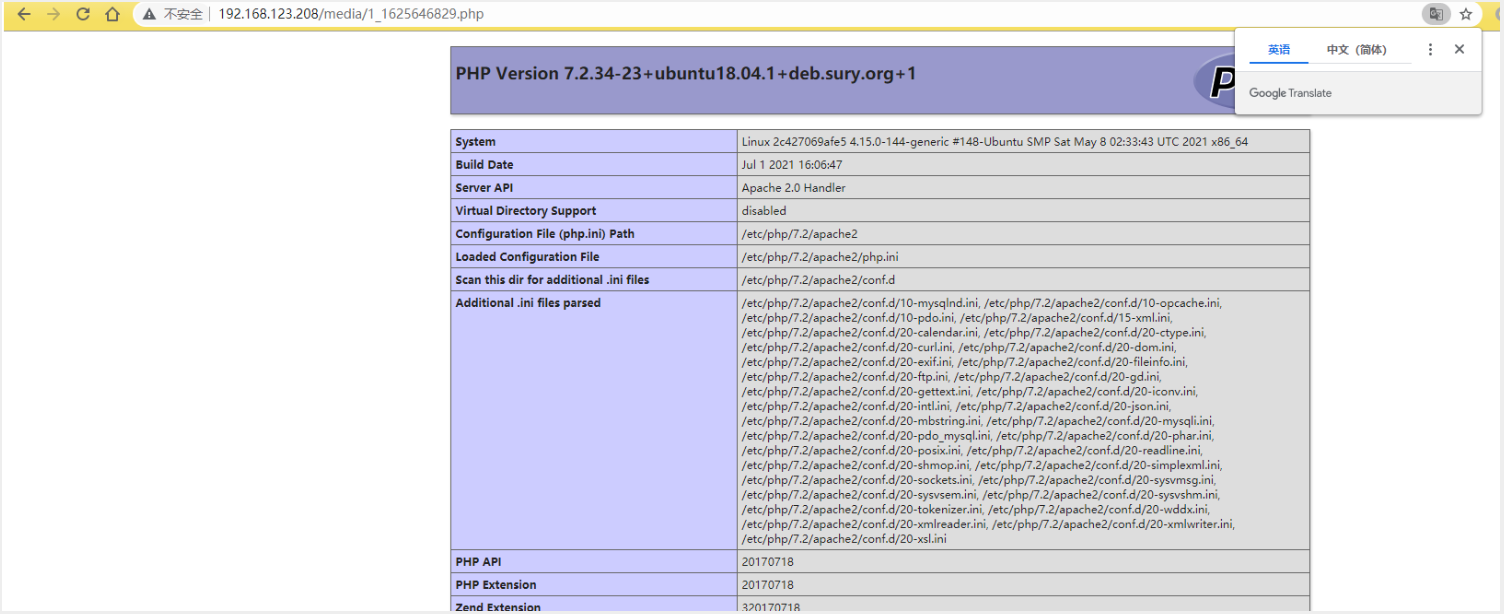 不安全 192.168.123.208/media/1_1625646829.php
英语 中文（简体）
Google Translate
PHP Version 7.2.34-23+ubuntu18.04.1+deb.sury.org+1
P
System Linux 2c427069afe5 4.15.0-144-generic #148-Ubuntu SMP Sat May 8 02:33:43 UTC 2021 x86_64
Build Date Jul 1 2021 16:06:47
Server API Apache 2.0 Handler
Virtual Directory Support disabled
Configuration File (php.ini) Path /etc/php/7.2/apache2
Loaded Configuration File /etc/php/7.2/apache2/php.ini
Scan this dir for additional .ini files /etc/php/7.2/apache2/conf.d
Additional .ini files parsed /etc/php/7.2/apache2/conf.d/10-mysqlnd.ini, /etc/php/7.2/apache2/conf.d/10-opcache.ini,
/etc/php/7.2/apache2/conf.d/10-pdo.ini, /etc/php/7.2/apache2/conf.d/15-xml.ini,
/etc/php/7.2/apache2/conf.d/20-calendar.ini, /etc/php/7.2/apache2/conf.d/20-ctype.ini,
/etc/php/7.2/apache2/conf.d/20-curl.ini, /etc/php/7.2/apache2/conf.d/20-dom.ini,
/etc/php/7.2/apache2/conf.d/20-exif.ini, /etc/php/7.2/apache2/conf.d/20-fileinfo.ini,
/etc/php/7.2/apache2/conf.d/20-ftp.ini, /etc/php/7.2/apache2/conf.d/20-gd.ini,
/etc/php/7.2/apache2/conf.d/20-gettext.ini, /etc/php/7.2/apache2/conf.d/20-iconv.ini,
/etc/php/7.2/apache2/conf.d/20-intl.ini, /etc/php/7.2/apache2/conf.d/20-json.ini,
/etc/php/7.2/apache2/conf.d/20-mbstring.ini, /etc/php/7.2/apache2/conf.d/20-mysqli.ini,
/etc/php/7.2/apache2/conf.d/20-pdo_mysql.ini, /etc/php/7.2/apache2/conf.d/20-phar.ini,
/etc/php/7.2/apache2/conf.d/20-posix.ini, /etc/php/7.2/apache2/conf.d/20-readline.ini,
/etc/php/7.2/apache2/conf.d/20-shmop.ini, /etc/php/7.2/apache2/conf.d/20-simplexml.ini,
/etc/php/7.2/apache2/conf.d/20-sockets.ini, /etc/php/7.2/apache2/conf.d/20-sysvmsg.ini,
/etc/php/7.2/apache2/conf.d/20-sysvsem.ini, /etc/php/7.2/apache2/conf.d/20-sysvshm.ini,
/etc/php/7.2/apache2/conf.d/20-tokenizer.ini, /etc/php/7.2/apache2/conf.d/20-wddx.ini,
/etc/php/7.2/apache2/conf.d/20-xmlreader.ini, /etc/php/7.2/apache2/conf.d/20-xmlwriter.ini,
/etc/php/7.2/apache2/conf.d/20-xsl.ini
PHP API 20170718
PHP Extension 20170718
Zend Extension 320170718